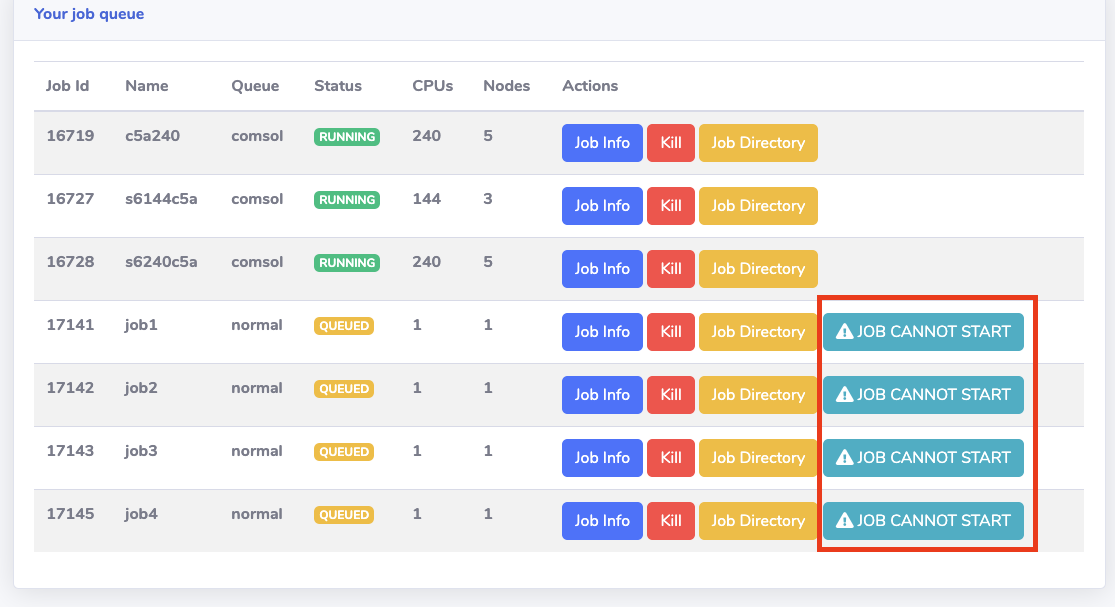 Your job queue
Job Id Name Queue Status CPUs Nodes Actions
16719 c5a240 comsol RUNNING 240 5 Job Info Kill Job Directory
16727 s6144c5a comsol RUNNING 144 3 Job Info Kill Job Directory
16728 s6240c5a comsol RUNNING 240 5 Job Info Kill Job Directory
17141 job1 normal QUEUED 1 1 Job Info Kill Job Directory JOB CANNOT START
17142 job2 normal QUEUED 1 1 Job Info Kill Job Directory JOB CANNOT START
17143 job3 normal QUEUED 1 1 Job Info Kill Job Directory JOB CANNOT START
17145 job4 normal QUEUED 1 1 Job Info Kill Job Directory JOB CANNOT START